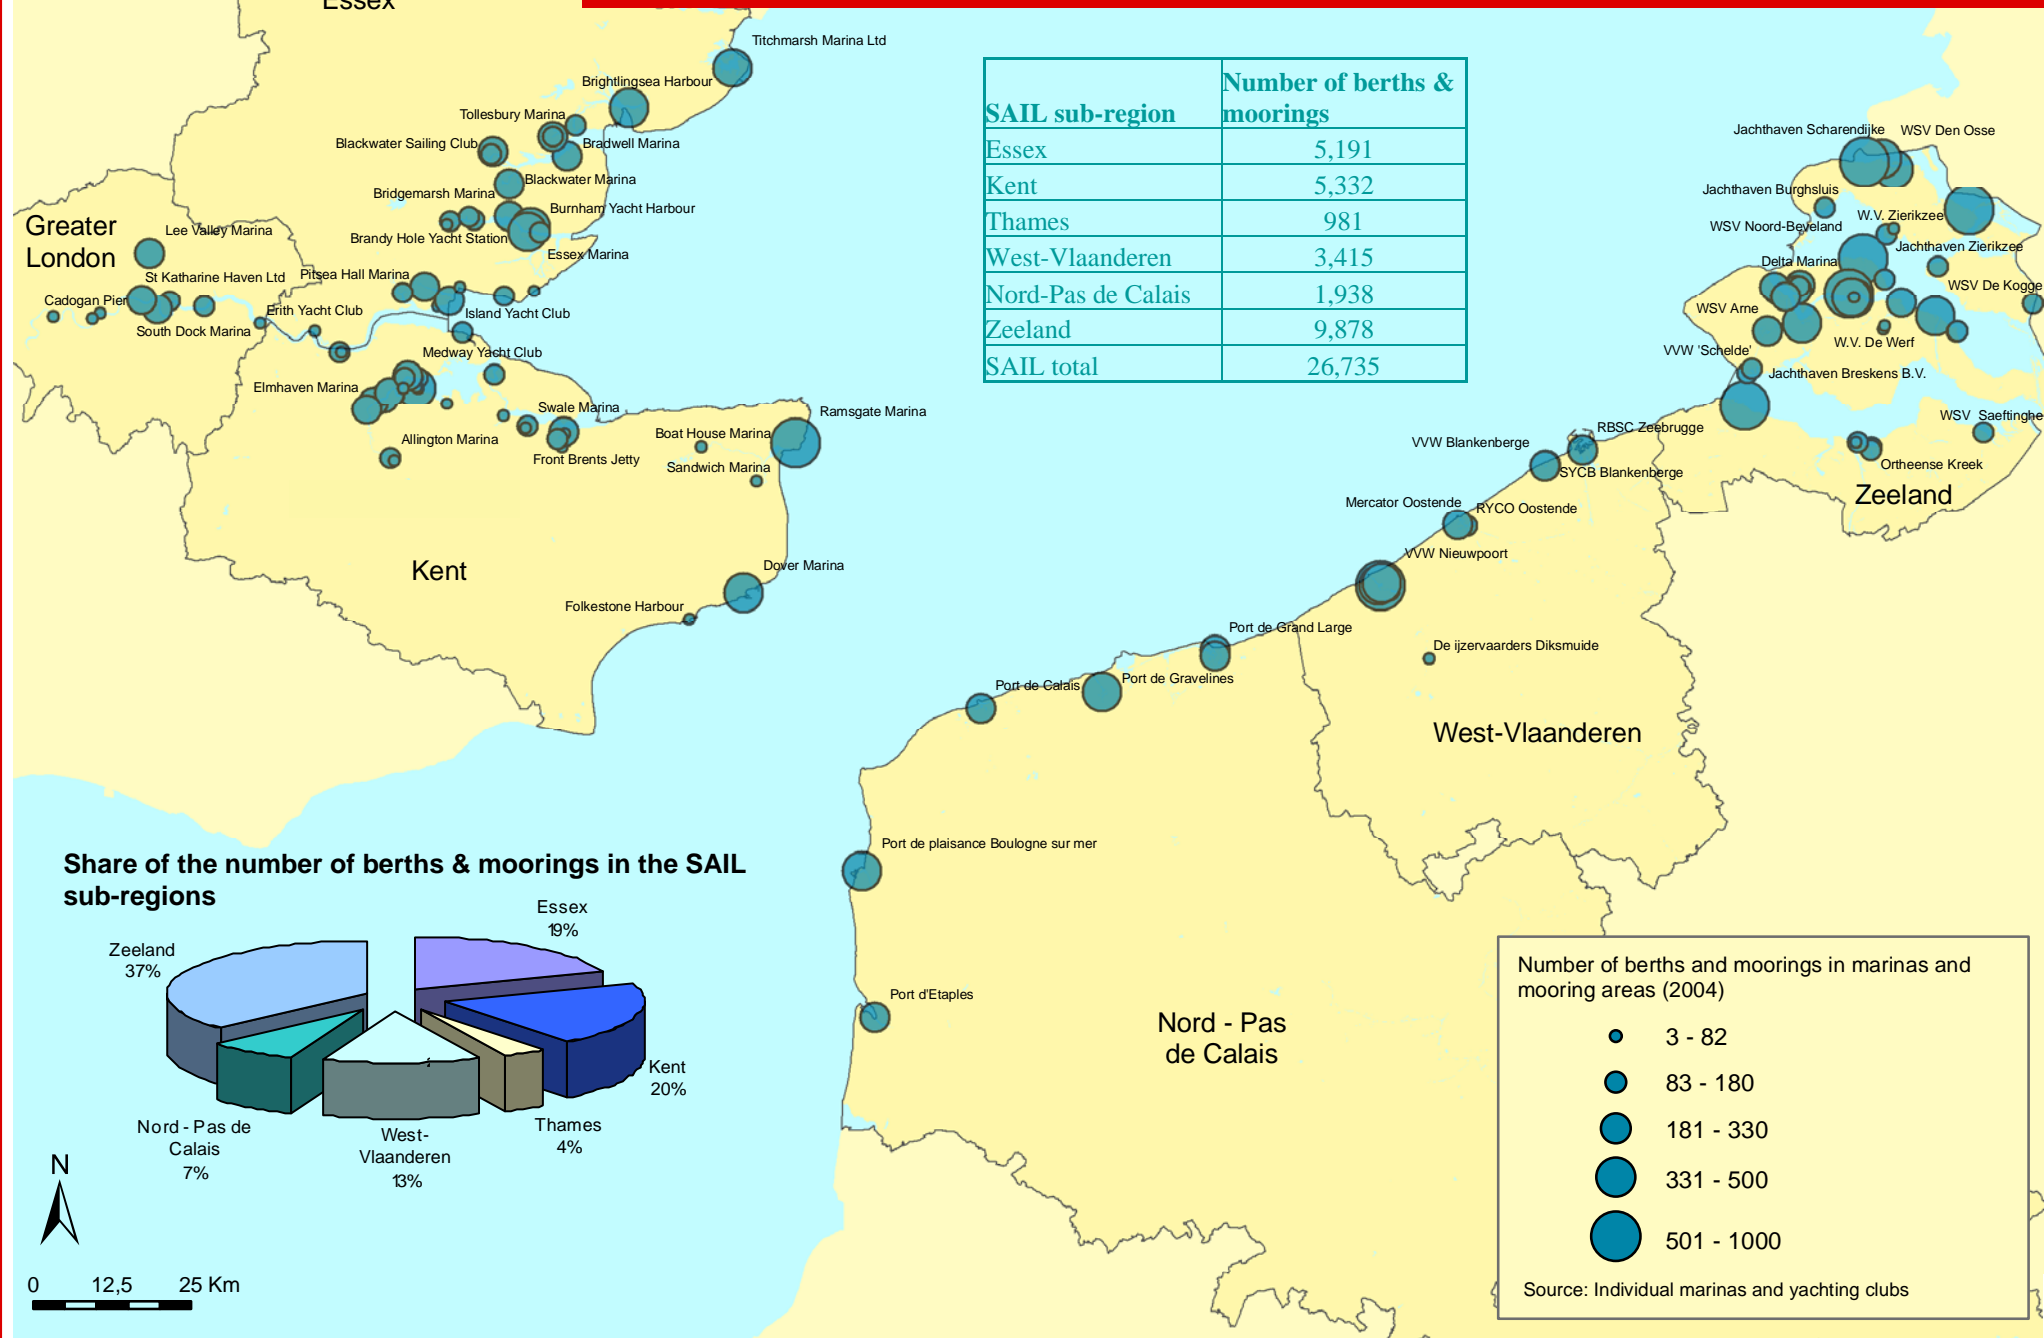 Essex
Titchmarsh Marina Ltd
Brightlingsea Harbour
Tollesbury Marina
Blackwater Sailing Club
Bradwell Marina
Blackwater Marina
Bridgemarsh Marina
Burnham Yacht Harbour
Brandy Hole Yacht Station
Essex Marina
Greater
London
Lee Valley Marina
St Katharine Haven Ltd
Pitsea Hall Marina
Cadogan Pier
Erith Yacht Club
Island Yacht Club
South Dock Marina
Medway Yacht Club
Elmhaven Marina
Swale Marina
Ramsgate Marina
Boat House Marina
Allington Marina
Front Brents Jetty
Sandwich Marina
Kent
Dover Marina
Folkestone Harbour
SAIL sub-region Number of berths &
moorings
Essex 5,191
Kent 5,332
Thames 981
West-Vlaanderen 3,415
Nord-Pas de Calais 1,938
Zeeland 9,878
SAIL total 26,735
Jachthaven Scharendijke
WSV Den Osse
Jachthaven Burghsluis
W.V. Zierikzee
WSV Noord-Beveland
Jachthaven Zierikzee
Delta Marina
WSV De Kogge
WSV Arne
W.V. De Werf
VVW 'Schelde'
Jachthaven Breskens B.V.
WSV Saeftinghe
RBSC Zeebrugge
VVW Blankenberge
SYCB Blankenberge
Ortheense Kreek
Zeeland
Mercator Oostende
RYCO Oostende
VVW Nieuwpoort
Port de Grand Large
De ijzervaarders Diksmuide
Port de Calais
Port de Gravelines
West-Vlaanderen
Port de plaisance Boulogne sur mer
Port d'Etaples
Nord - Pas
de Calais
Share of the number of berths & moorings in the SAIL
sub-regions
Essex
19%
Zeeland
37%
Kent
20%
Thames
4%
West-
Vlaanderen
13%
Nord - Pas de
Calais
7%
N
0 12,5 25 Km
Number of berths and moorings in marinas and
mooring areas (2004)
3 - 82
83 - 180
181 - 330
331 - 500
501 - 1000
Source: Individual marinas and yachting clubs